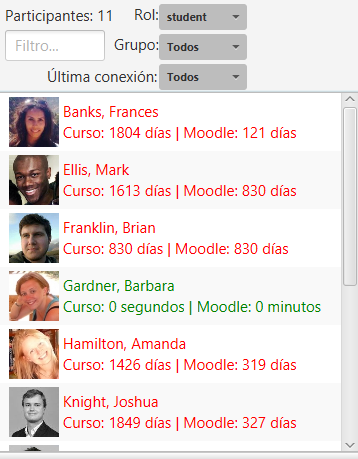 Participantes: 11 Rol: student
Filtro... Grupo: Todos
Última conexión: Todos
Banks, Frances
Curso: 1804 días | Moodle: 121 días
Ellis, Mark
Curso: 1613 días | Moodle: 830 días
Franklin, Brian
Curso: 830 días | Moodle: 830 días
Gardner, Barbara
Curso: 0 segundos | Moodle: 0 minutos
Hamilton, Amanda
Curso: 1426 días | Moodle: 319 días
Knight, Joshua
Curso: 1849 días | Moodle: 327 días